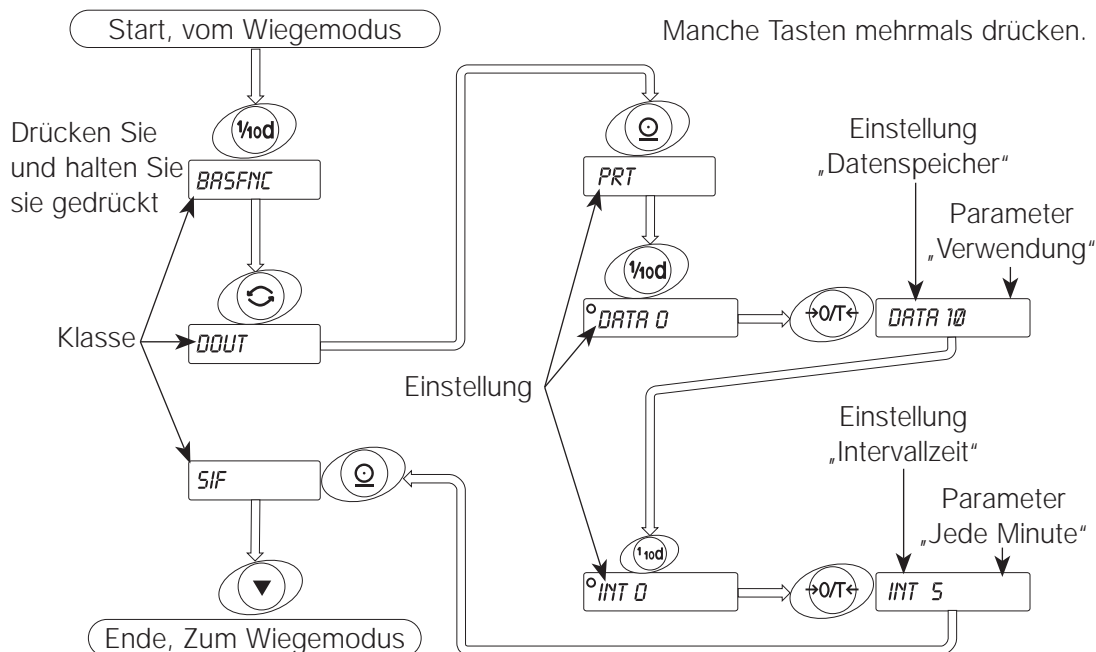 Start, vom Wiegemodus
Manche Tasten mehrmals drücken.
1/10d
Drücken Sie
und halten Sie
sie gedrückt
BASFNC
Klasse
DOUT
PRT
1/10d
Einstellung
DATA 0
→0/T←
Einstellung
„Datenspeicher“
Parameter
„Verwendung“
DATA 10
1 10d
INT 0
→0/T←
Einstellung
„Intervallzeit“
Parameter
„Jede Minute“
INT 5
SIF
Ende, Zum Wiegemodus